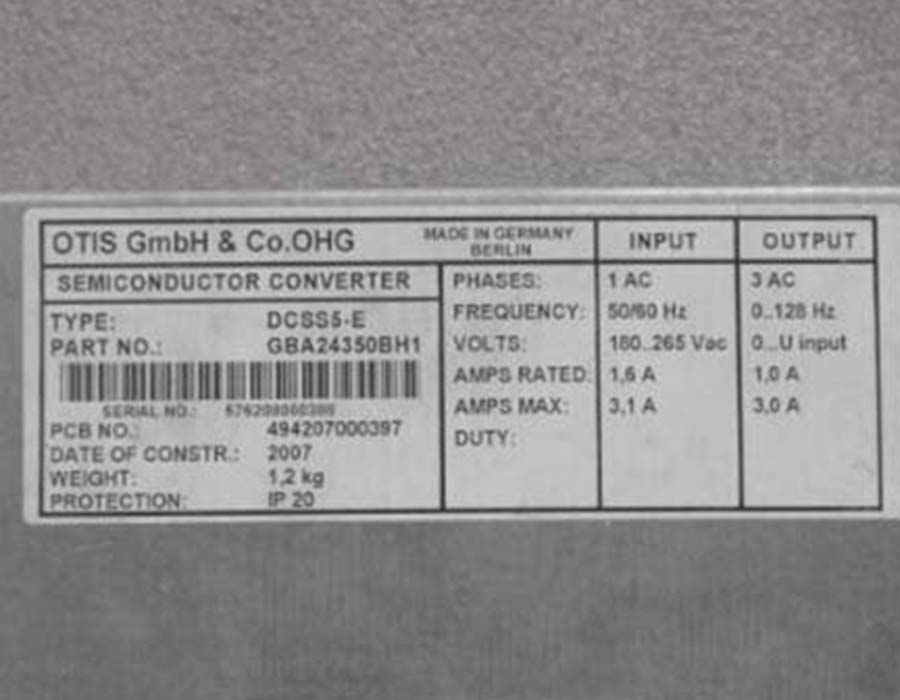 OTIS GmbH & Co.OHG
MADE IN GERMANY
BERLIN
INPUT
OUTPUT
SEMICONDUCTOR CONVERTER
TYPE: DCSS5-E
PART NO.: GBA24350BH1
SERIAL NO.:
PCB NO.: 494207000397
DATE OF CONSTR.: 2007
WEIGHT: 1,2 kg
PROTECTION: IP 20
PHASES: 1 AC 3 AC
FREQUENCY: 50/60 Hz 0..128 Hz
VOLTS: 180..265 Vac 0...U input
AMPS RATED: 1,6 A 1,0 A
AMPS MAX: 3,1 A 3,0 A
DUTY: